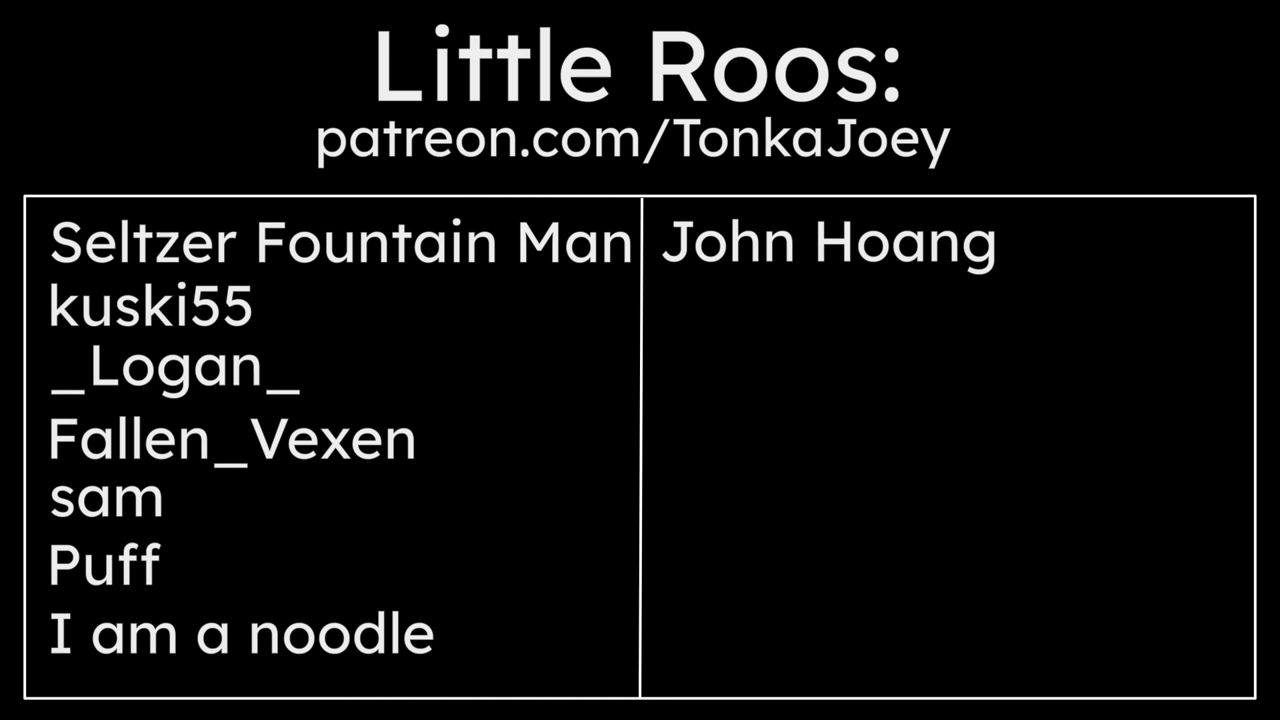 Little Roos:
patreon.com/TonkaJoey
Seltzer Fountain Man
kuski55
_Logan_
Fallen_Vexen
sam
Puff
I am a noodle
John Hoang